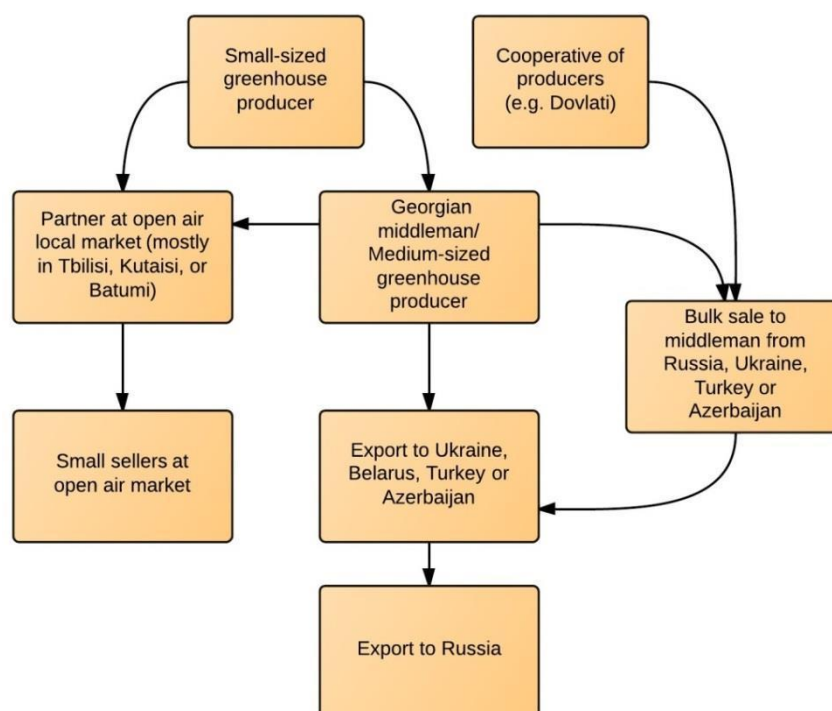 Small-sized
greenhouse
producer
Cooperative of
producers
(e.g. Dovlati)
Partner at open air
local market (mostly
in Tbilisi, Kutaisi, or
Batumi)
Georgian
middleman/
Medium-sized
greenhouse
producer
Bulk sale to
middleman from
Russia, Ukraine,
Turkey or
Azerbaijan
Small sellers at
open air market
Export to Ukraine,
Belarus, Turkey or
Azerbaijan
Export to Russia